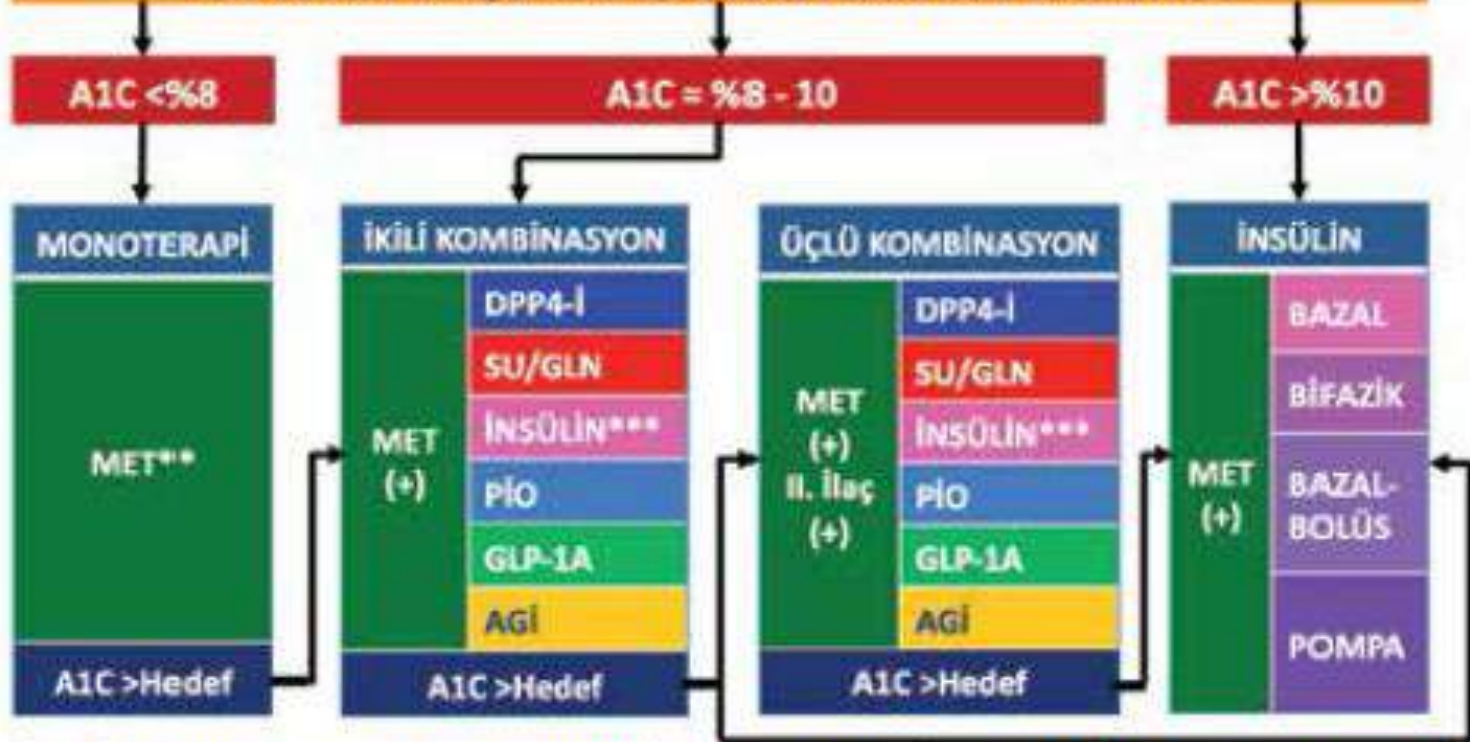 A1C <%8
A1C = %8 - 10
A1C >%10
MONOTERAPİ
MET**
A1C >Hedef
İKİLİ KOMBİNASYON
MET
(+)
DPP4-İ
SU/GLN
İNSÜLİN***
PİO
GLP-1A
AGİ
A1C >Hedef
ÜÇLÜ KOMBİNASYON
MET
(+)
II. İlaç
(+)
DPP4-İ
SU/GLN
İNSÜLİN***
PİO
GLP-1A
AGİ
A1C >Hedef
İNSÜLİN
MET
(+)
BAZAL
BİFAZİK
BAZAL-
BOLÜS
POMPA